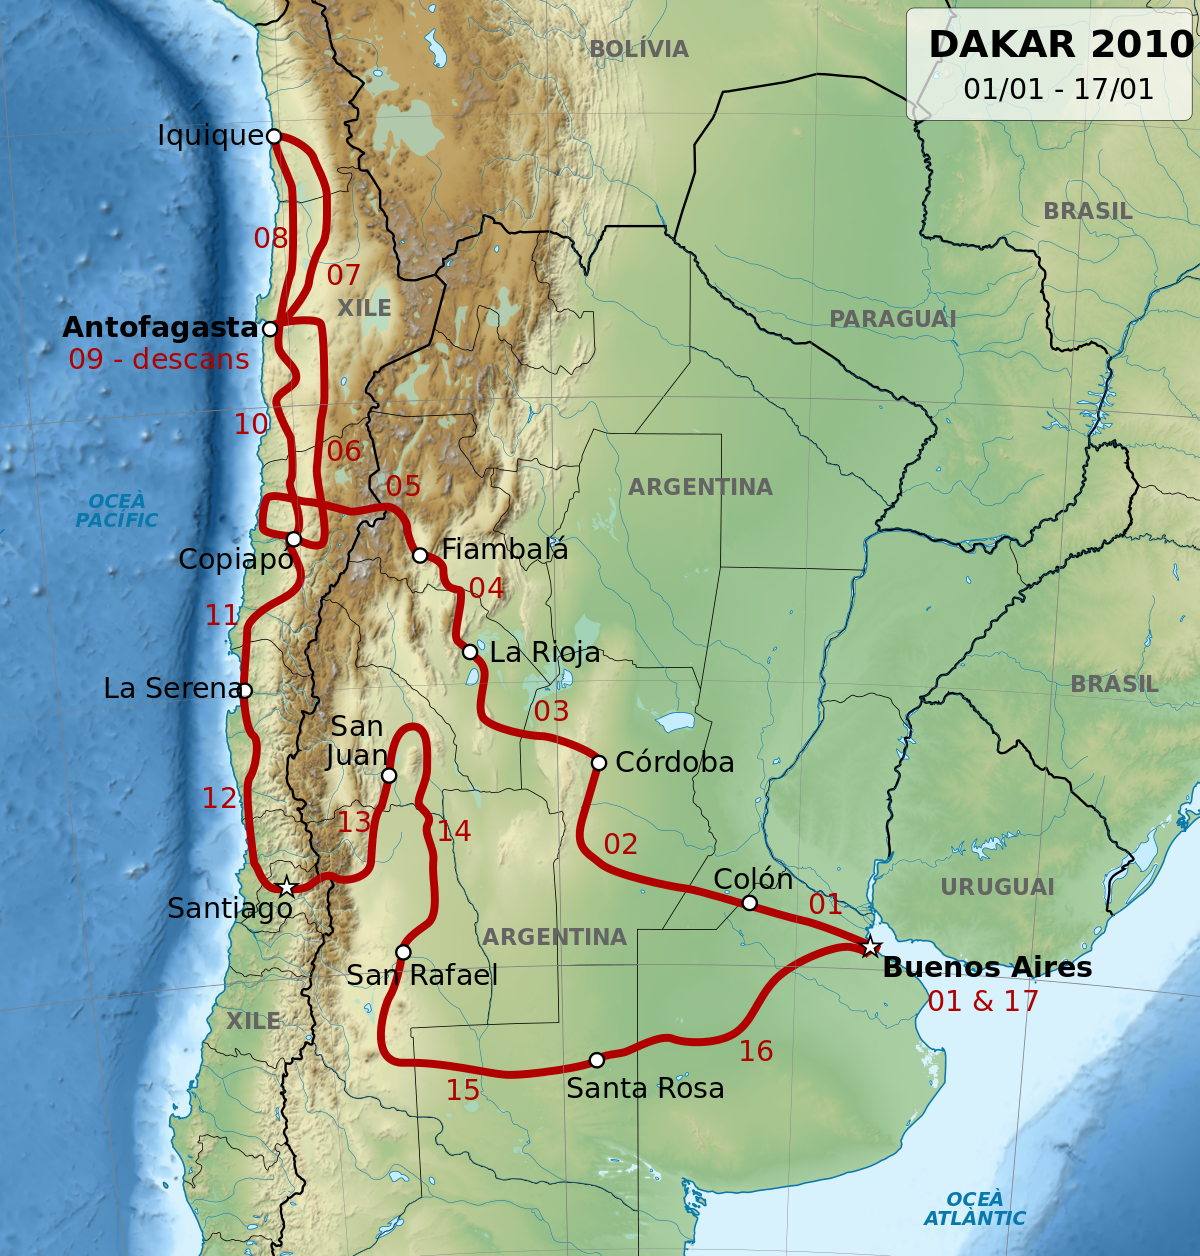 DAKAR 2010
01/01 - 17/01
BOLÍVIA
Iquique
BRASIL
08
07
XILE
PARAGUAI
Antofagasta
09 - descans
10
06
05
ARGENTINA
OCEÀ
PACÍFIC
Copiapó
Fiambalá
04
11
La Rioja
La Serena
BRASIL
03
San
Juan
Córdoba
12
13
14
02
Colón
01
URUGUAI
Santiago
ARGENTINA
Buenos Aires
01 & 17
San Rafael
XILE
16
15
Santa Rosa
OCEÀ
ATLÀNTIC